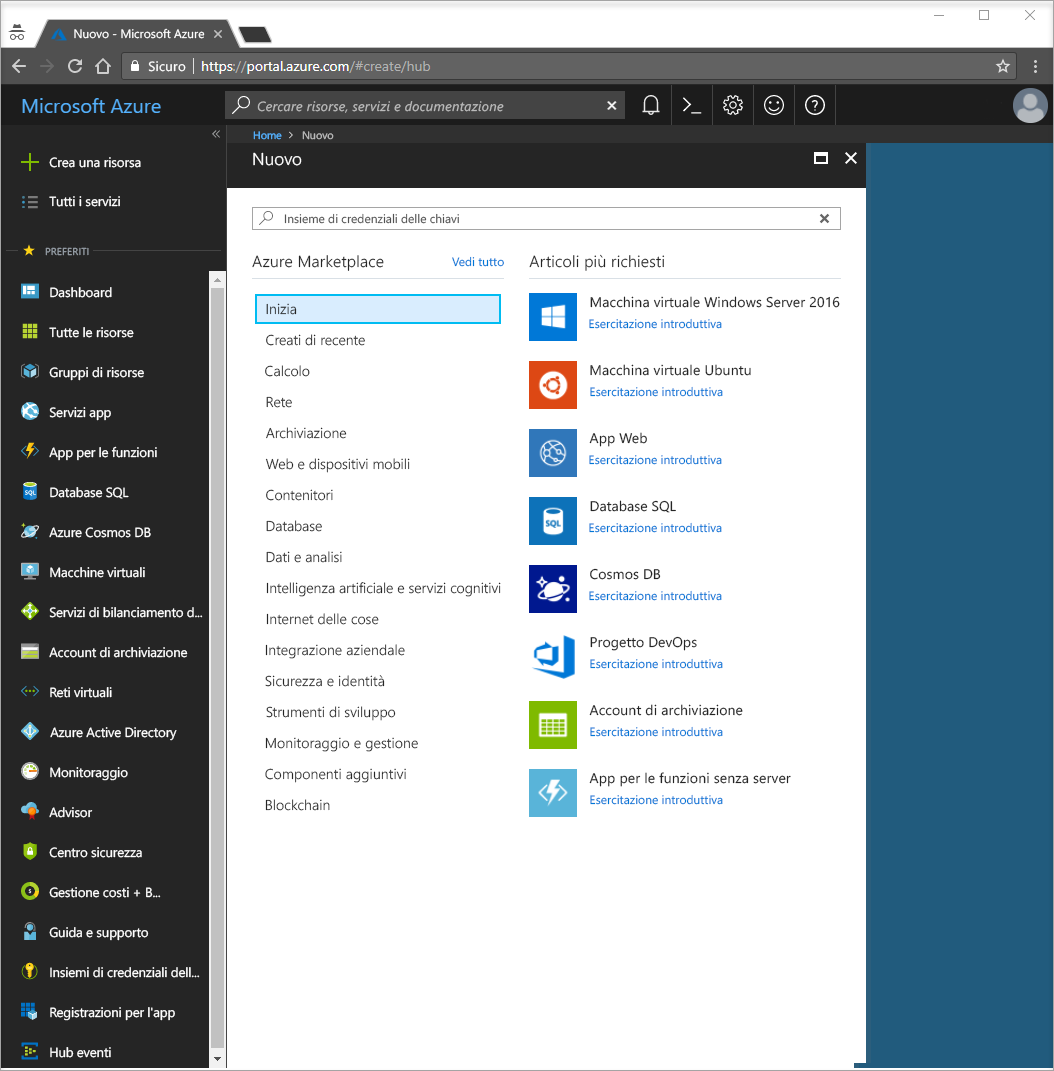 Nuovo - Microsoft Azure
Sicuro | https://portal.azure.com/#create/hub
Microsoft Azure
Cercare risorse, servizi e documentazione
Home > Nuovo
Nuovo
Crea una risorsa
Tutti i servizi
PREFERITI
Dashboard
Tutte le risorse
Gruppi di risorse
Servizi app
App per le funzioni
Database SQL
Azure Cosmos DB
Macchine virtuali
Servizi di bilanciamento d...
Account di archiviazione
Reti virtuali
Azure Active Directory
Monitoraggio
Advisor
Centro sicurezza
Gestione costi + B...
Guida e supporto
Insiemi di credenziali dell...
Registrazioni per l'app
Hub eventi
Insieme di credenziali delle chiavi
Azure Marketplace
Vedi tutto
Inizia
Creati di recente
Calcolo
Rete
Archiviazione
Web e dispositivi mobili
Contenitori
Database
Dati e analisi
Intelligenza artificiale e servizi cognitivi
Internet delle cose
Integrazione aziendale
Sicurezza e identità
Strumenti di sviluppo
Monitoraggio e gestione
Componenti aggiuntivi
Blockchain
Articoli più richiesti
Macchina virtuale Windows Server 2016
Esercitazione introduttiva
Macchina virtuale Ubuntu
Esercitazione introduttiva
App Web
Esercitazione introduttiva
Database SQL
Esercitazione introduttiva
Cosmos DB
Esercitazione introduttiva
Progetto DevOps
Esercitazione introduttiva
Account di archiviazione
Esercitazione introduttiva
App per le funzioni senza server
Esercitazione introduttiva